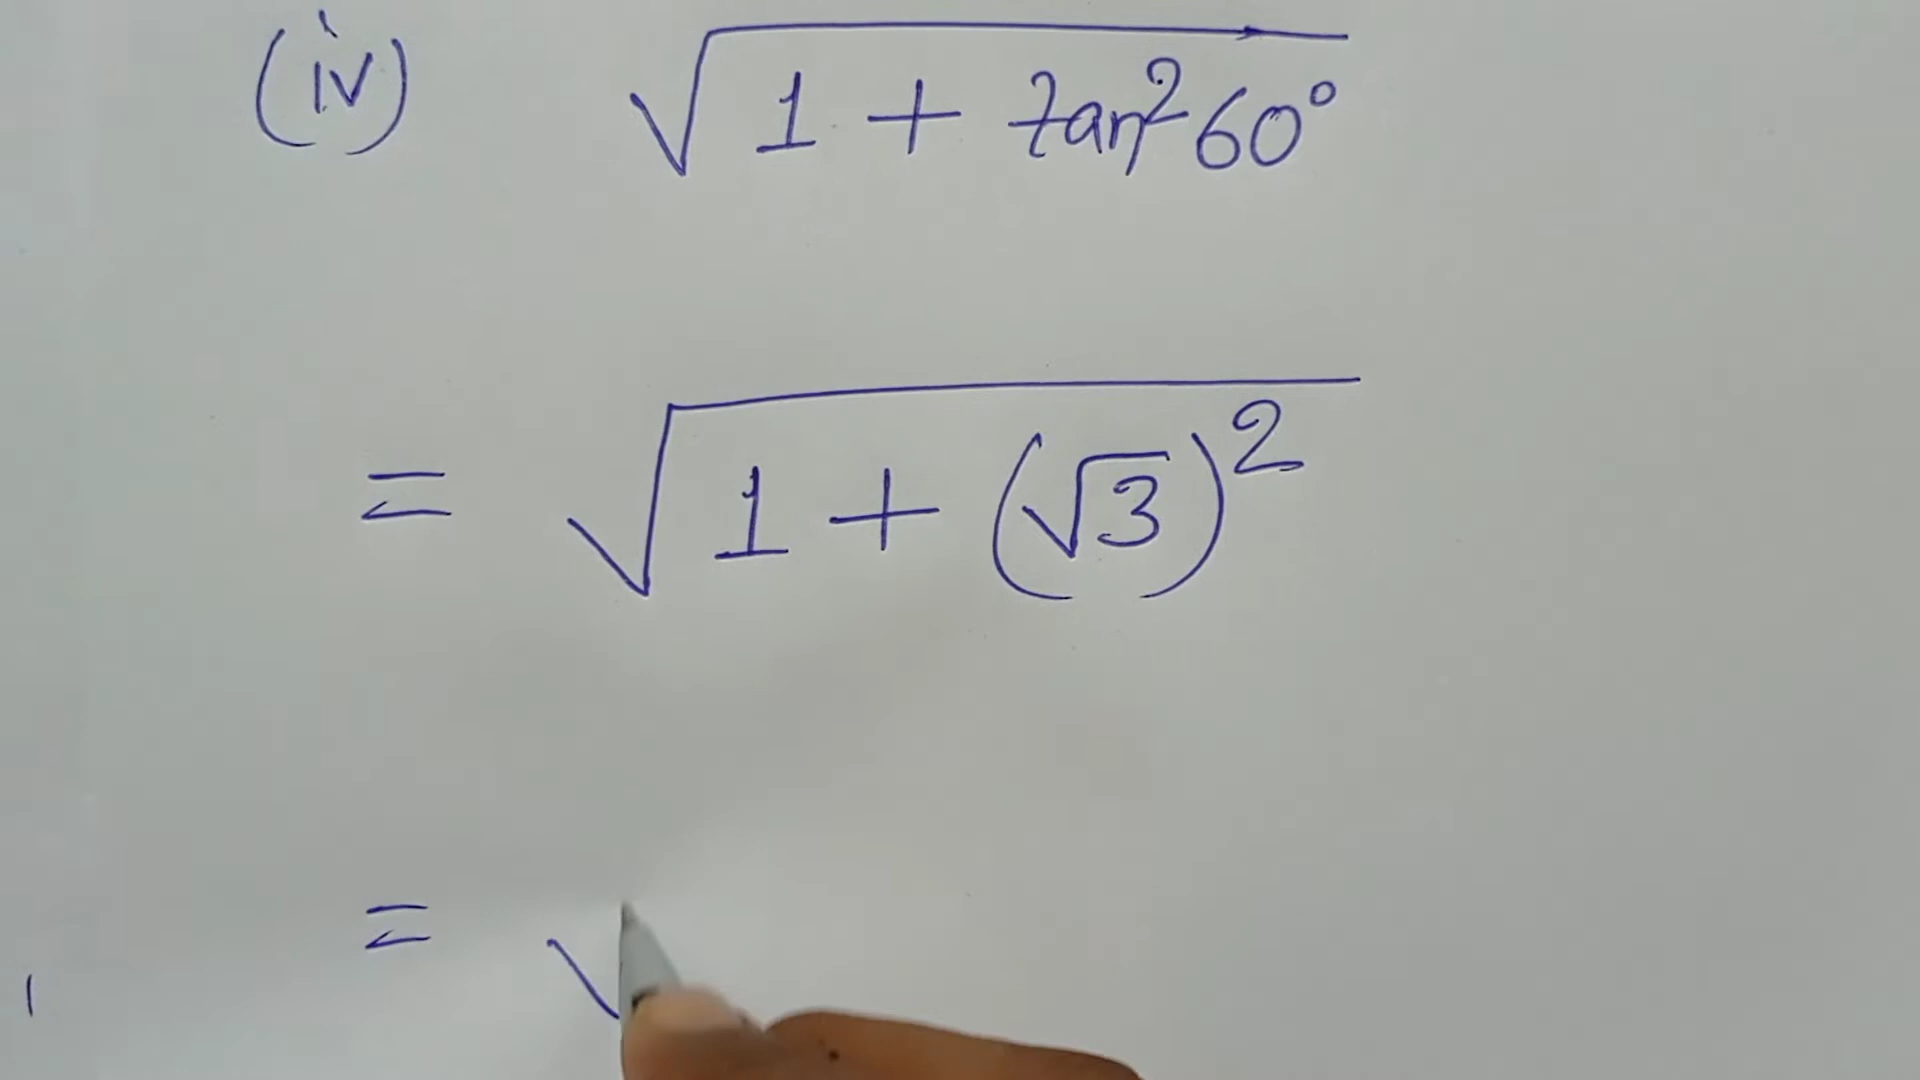 (iv) √1 + tan²60°
= √1 + (√3)²
= √